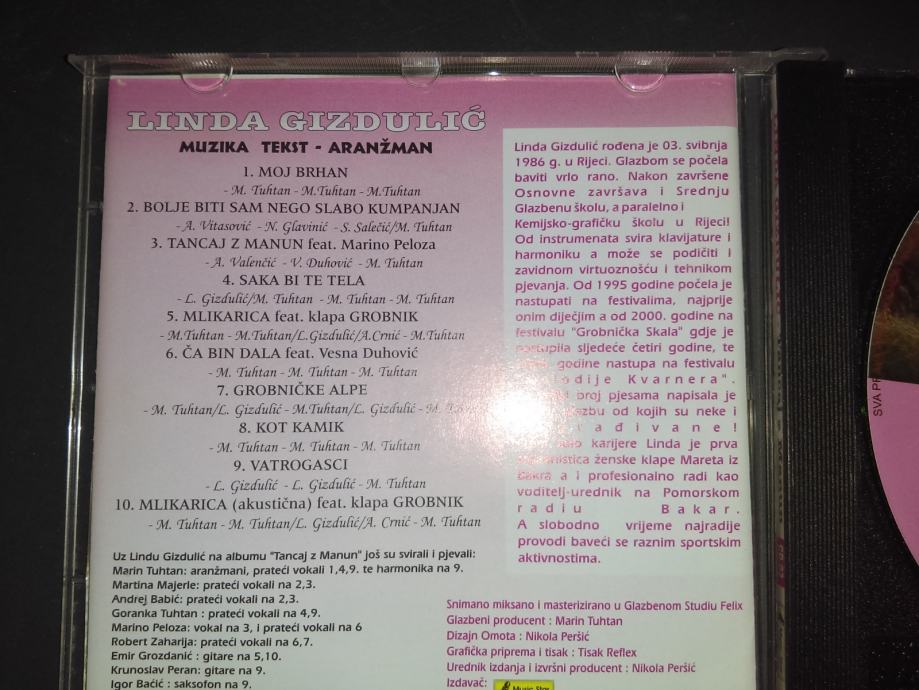 LINDA GIZDULIĆ
MUZIKA TEKST - ARANŽMAN
1. MOJ BRHAN
- M. Tuhtan - M.Tuhtan - M.Tuhtan
2. BOLJE BITI SAM NEGO SLABO KUMPANJAN
- A. Vitasović - N. Glavinić - S. Salečić/M. Tuhtan
3. TANCAJ Z MANUN feat. Marino Peloza
- A. Valenčić - V. Duhović - M. Tuhtan
4. SAKA BI TE TELA
- L. Gizdulić/M. Tuhtan - M. Tuhtan - M. Tuhtan
5. MLIKARICA feat. klapa GROBNIK
- M.Tuhtan - M.Tuhtan/L.Gizdulić/A.Crnić - M.Tuhtan
6. ČA BIN DALA feat. Vesna Duhović
- M. Tuhtan - M. Tuhtan - M. Tuhtan
7. GROBNIČKE ALPE
- M. Tuhtan/L. Gizdulić - M.Tuhtan/L. Gizdulić - M.
8. KOT KAMIK
- M. Tuhtan - M. Tuhtan - M. Tuhtan
9. VATROGASCI
- L. Gizdulić - L. Gizdulić - M. Tuhtan
10. MLIKARICA (akustična) feat. klapa GROBNIK
- M. Tuhtan - M. Tuhtan/L. Gizdulić/A. Crnić - M. Tuhtan
Uz Lindu Gizdulić na albumu "Tancaj z Manun" još su svirali i pjevali:
Marin Tuhtan: aranžmani, prateći vokali 1,4,9. te harmonika na 9.
Martina Majerle: prateći vokali na 2,3.
Andrej Babić: prateći vokali na 2,3.
Goranka Tuhtan : prateći vokali na 4,9.
Marino Peloza: vokal na 3, i prateći vokali na 6
Robert Zaharija: prateći vokali na 6,7.
Emir Grozdanić : gitare na 5,10.
Krunoslav Peran: gitare na 9.
Igor Baćić : saksofon na 9.
Linda Gizdulić rođena je 03. svibnja
1986 g. u Rijeci. Glazbom se počela
baviti vrlo rano. Nakon završene
Osnovne završava i Srednju
Glazbenu školu, a paralelno i
Kemijsko-grafičku školu u Rijeci!
Od instrumenata svira klavijature i
harmoniku a može se podičiti i
zavidnom virtuoznošću i tehnikom
pjevanja. Od 1995 godine počela je
nastupati na festivalima, najprije
onim dječjim a od 2000. godine na
festivalu "Grobnička Skala" gdje je
nastupila sljedeće četiri godine, te
godine nastupa na festivalu
Kvarnera".
broj pjesama napisala je
od kojih su neke i
karijere Linda je prva
ženske klape Mareta iz
Bakra a i profesionalno radi kao
voditelj-urednik na Pomorskom
radiu Bakar.
A slobodno vrijeme najradije
provodi baveći se raznim sportskim
aktivnostima.
Snimano miksano i masterizirano u Glazbenom Studiu Felix
Glazbeni producent : Marin Tuhtan
Dizajn Omota : Nikola Peršić
Grafička priprema i tisak : Tisak Reflex
Urednik izdanja i izvršni producent : Nikola Peršić
Izdavač:
SVA